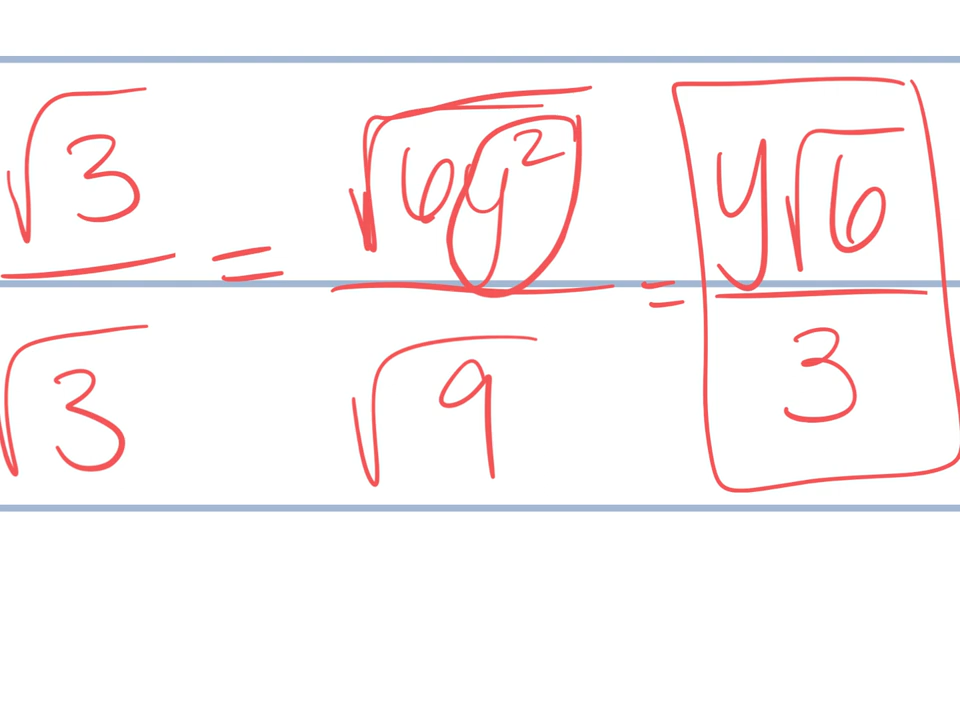 √3/√3 = √6y²/√9 = y√6/3